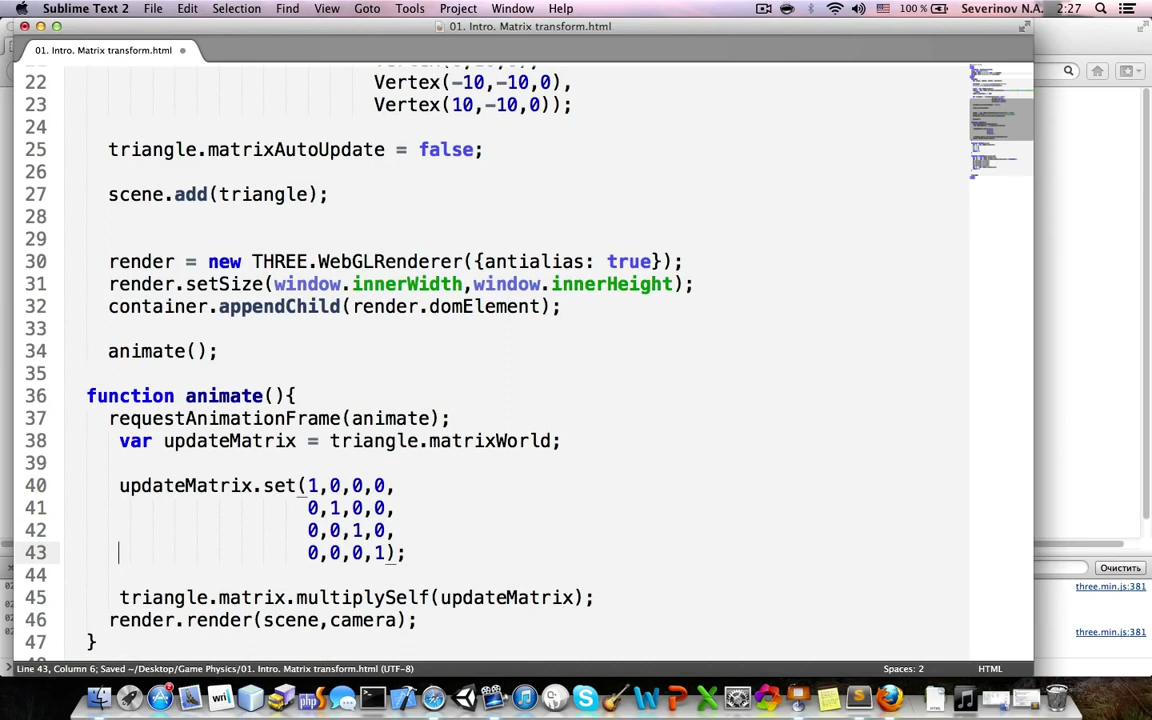 Sublime Text 2 File Edit Selection Find View Goto Tools Project Window Help 100 % Severinov N.A. 2:27
01. Intro. Matrix transform.html
01. Intro. Matrix transform.html
22 Vertex(-10,-10,0),
23 Vertex(10,-10,0));
24
25 triangle.matrixAutoUpdate = false;
26
27 scene.add(triangle);
28
29
30 render = new THREE.WebGLRenderer({antialias: true});
31 render.setSize(window.innerWidth,window.innerHeight);
32 container.appendChild(render.domElement);
33
34 animate();
35
36 function animate(){
37 requestAnimationFrame(animate);
38 var updateMatrix = triangle.matrixWorld;
39
40 updateMatrix.set(1,0,0,0,
41 0,1,0,0,
42 0,0,1,0,
43 0,0,0,1);
44
45 triangle.matrix.multiplySelf(updateMatrix);
46 render.render(scene,camera);
47 }
Очистить
three.min.js:381
three.min.js:381
Line 43, Column 6; Saved ~/Desktop/Game Physics/01. Intro. Matrix transform.html (UTF-8) Spaces: 2 HTML